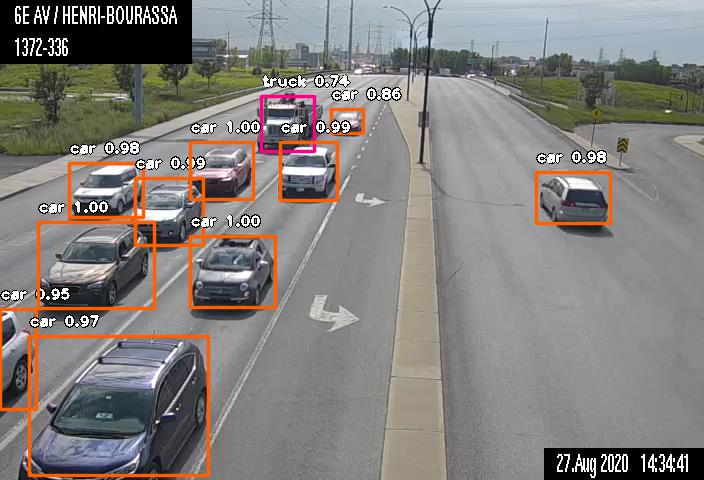 6E AV / HENRI-BOURASSA
1372-336
truck 0.74
car 0.86
car 1.00
car 0.99
car 0.98
car 0.99
car 0.98
car 1.00
car 1.00
car 0.95
car 0.97
27.Aug 2020 14:34:41